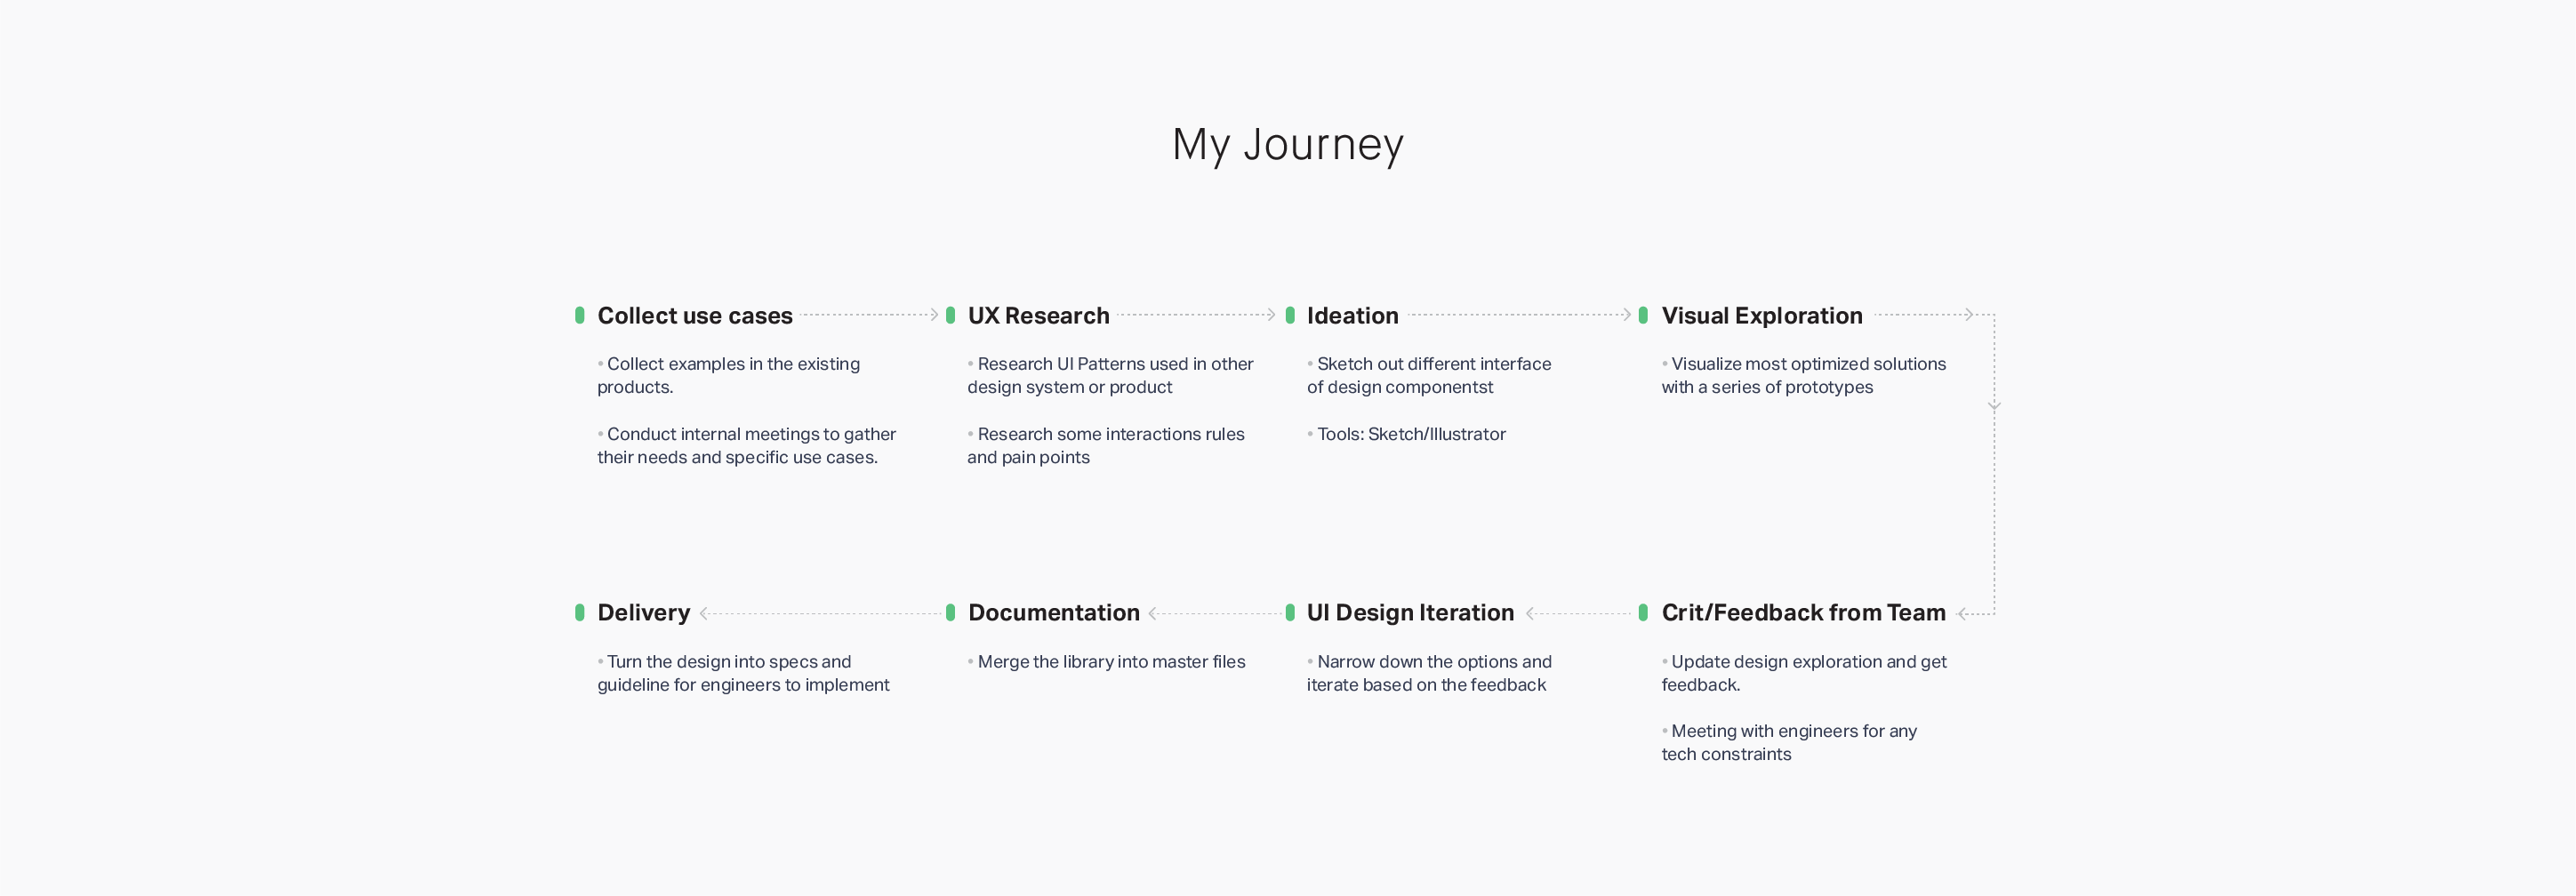 My Journey
Collect use cases
• Collect examples in the existing
products.
• Conduct internal meetings to gather
their needs and specific use cases.
UX Research
• Research UI Patterns used in other
design system or product
• Research some interactions rules
and pain points
Ideation
• Sketch out different interface
of design componentst
• Tools: Sketch/Illustrator
Visual Exploration
• Visualize most optimized solutions
with a series of prototypes
Crit/Feedback from Team
• Update design exploration and get
feedback.
• Meeting with engineers for any
tech constraints
UI Design Iteration
• Narrow down the options and
iterate based on the feedback
Documentation
• Merge the library into master files
Delivery
• Turn the design into specs and
guideline for engineers to implement